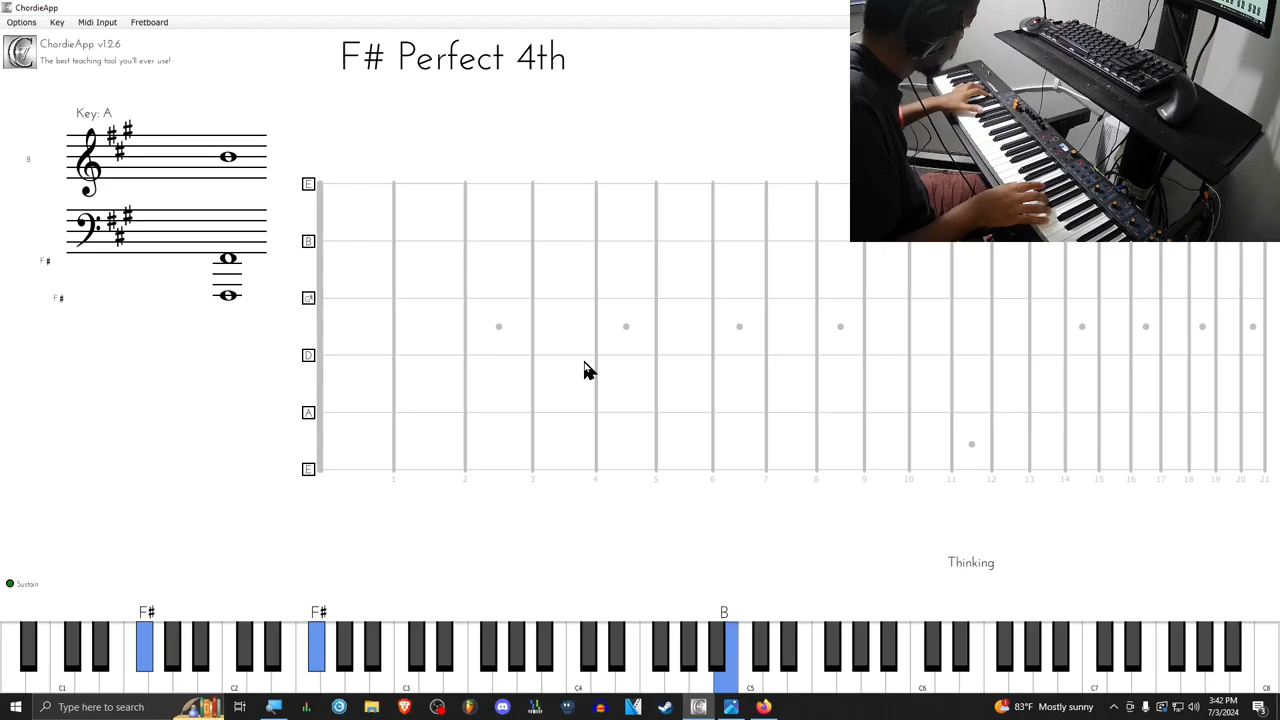 ChordieApp
Options Key Midi Input Fretboard
ChordieApp v1.2.6
The best teaching tool you'll ever use!
F# Perfect 4th
Key: A
B
F #
F #
E
B
G#
D
A
E
1 2 3 4 5 6 7 8 9 10 11 12 13 14 15 16 17 18 19 20 21
Thinking
Sustain
F# F# B
C1 C2 C3 C4 C5 C6 C7 C8
Type here to search
83°F Mostly sunny
3:42 PM
7/3/2024